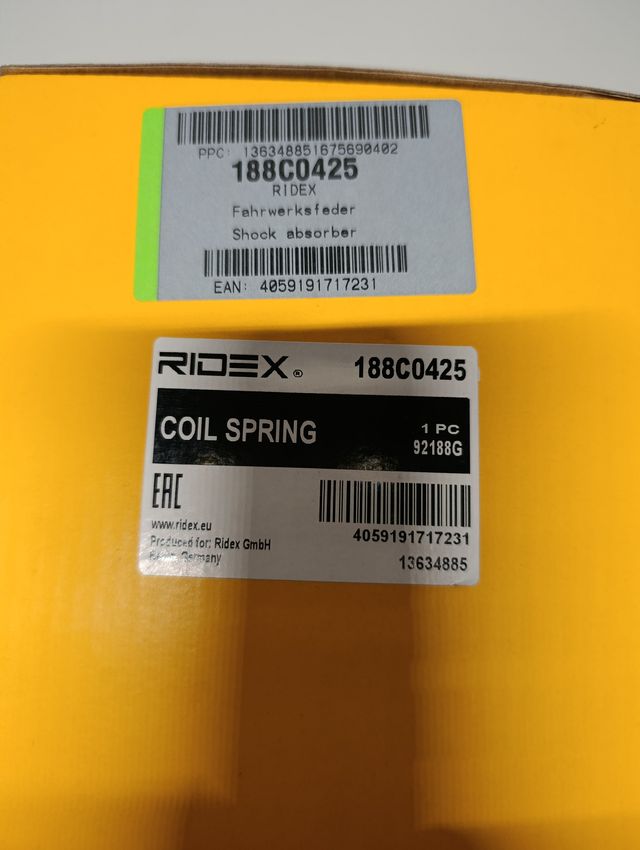 PPC: 136348851675690402
188C0425
RIDEX
Fahrwerksfeder
Shock absorber
EAN: 4059191717231
RIDEX ® 188C0425
COIL SPRING
1 PC
92188G
EAC
www.ridex.eu
Produced for: Ridex GmbH
Berlin, Germany
4059191717231
13634885